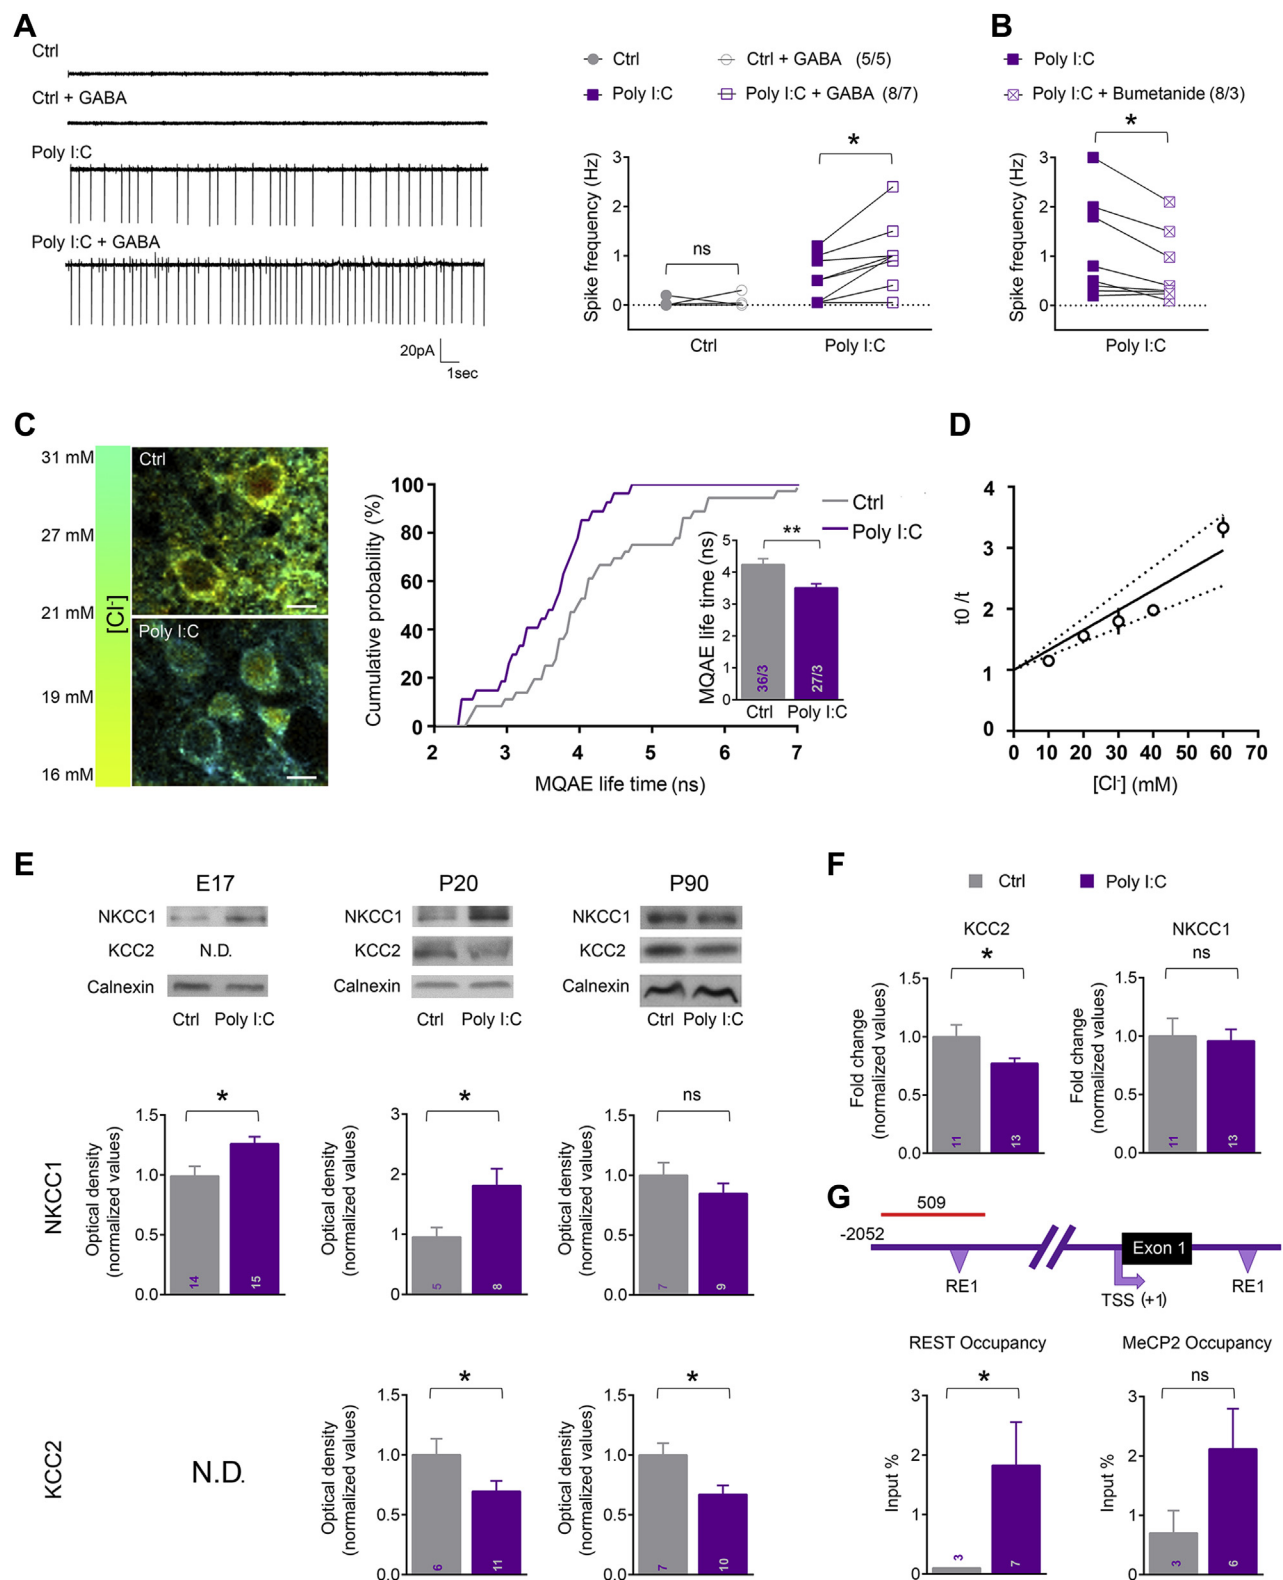 A
Ctrl
Ctrl + GABA
Poly I:C
Poly I:C + GABA
20pA
1sec
Ctrl
Ctrl + GABA (5/5)
Poly I:C
Poly I:C + GABA (8/7)
Spike frequency (Hz)
3
2
1
0
ns
*
Ctrl
Poly I:C
B
Poly I:C
Poly I:C + Bumetanide (8/3)
*
Spike frequency (Hz)
3
2
1
0
Poly I:C
C
31 mM
27 mM
21 mM
19 mM
16 mM
[Cl-]
Ctrl
Poly I:C
Cumulative probability (%)
100
80
60
40
20
0
2 3 4 5 6 7
MQAE life time (ns)
Ctrl
Poly I:C
MQAE life time (ns)
5
4
3
2
1
0
**
36/3
27/3
Ctrl Poly I:C
D
t0 /t
4
3
2
1
0
0 10 20 30 40 50 60 70
[Cl-] (mM)
E
E17
NKCC1
KCC2
N.D.
Calnexin
Ctrl Poly I:C
P20
NKCC1
KCC2
Calnexin
Ctrl Poly I:C
P90
NKCC1
KCC2
Calnexin
Ctrl Poly I:C
NKCC1
Optical density
(normalized values)
1.5
1.0
0.5
0.0
*
14
15
Optical density
(normalized values)
3
2
1
0
*
5
8
Optical density
(normalized values)
1.5
1.0
0.5
0.0
ns
7
9
KCC2
N.D.
Optical density
(normalized values)
1.5
1.0
0.5
0.0
*
6
11
Optical density
(normalized values)
1.5
1.0
0.5
0.0
*
7
10
F
Ctrl
Poly I:C
KCC2
*
Fold change
(normalized values)
1.5
1.0
0.5
0.0
11
13
NKCC1
ns
Fold change
(normalized values)
1.5
1.0
0.5
0.0
11
13
G
509
-2052
Exon 1
RE1
TSS (+1)
RE1
REST Occupancy
*
Input %
3
2
1
0
3
7
MeCP2 Occupancy
ns
Input %
3
2
1
0
3
6